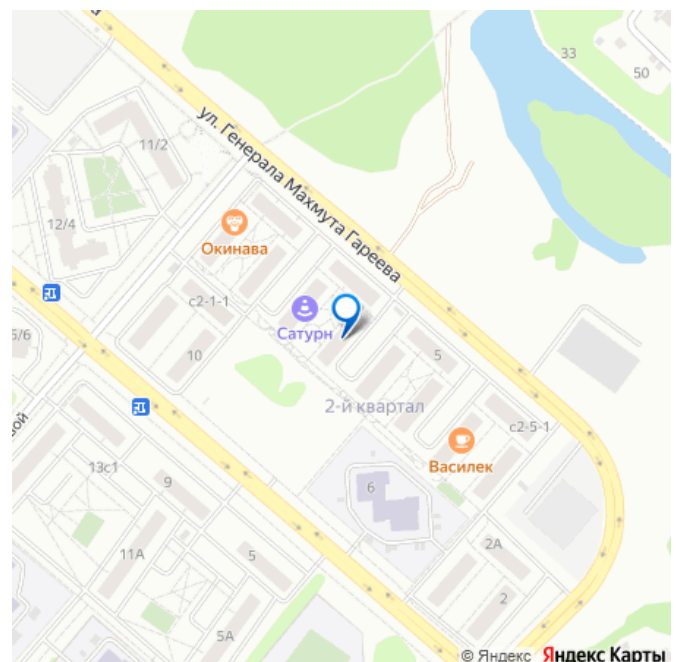 33
50
11/2
ул. Генерала Махмута Гареева
12/4
Окинава
с2-1-1
Сатурн
5/6
10
5
2-й квартал
с2-5-1
Василек
13с1
9
6
2А
11А
5
2
5А
© Яндекс Яндекс Карты